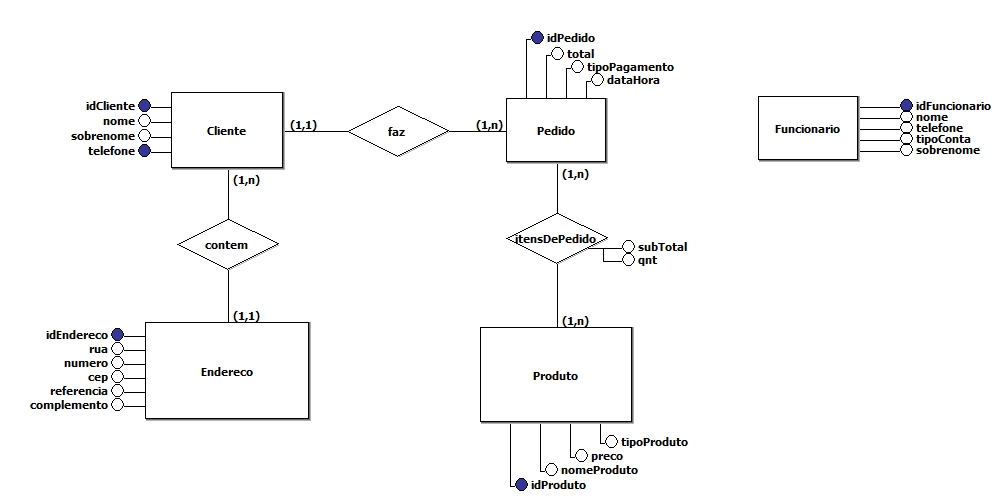 idPedido
total
tipoPagamento
dataHora
idCliente
nome
sobrenome
telefone
Cliente
(1,1)
faz
(1,n)
Pedido
Funcionario
idFuncionario
nome
telefone
tipoConta
sobrenome
(1,n)
(1,n)
contem
itensDePedido
subTotal
qnt
(1,1)
(1,n)
idEndereco
rua
numero
cep
referencia
complemento
Endereco
Produto
tipoProduto
preco
nomeProduto
idProduto